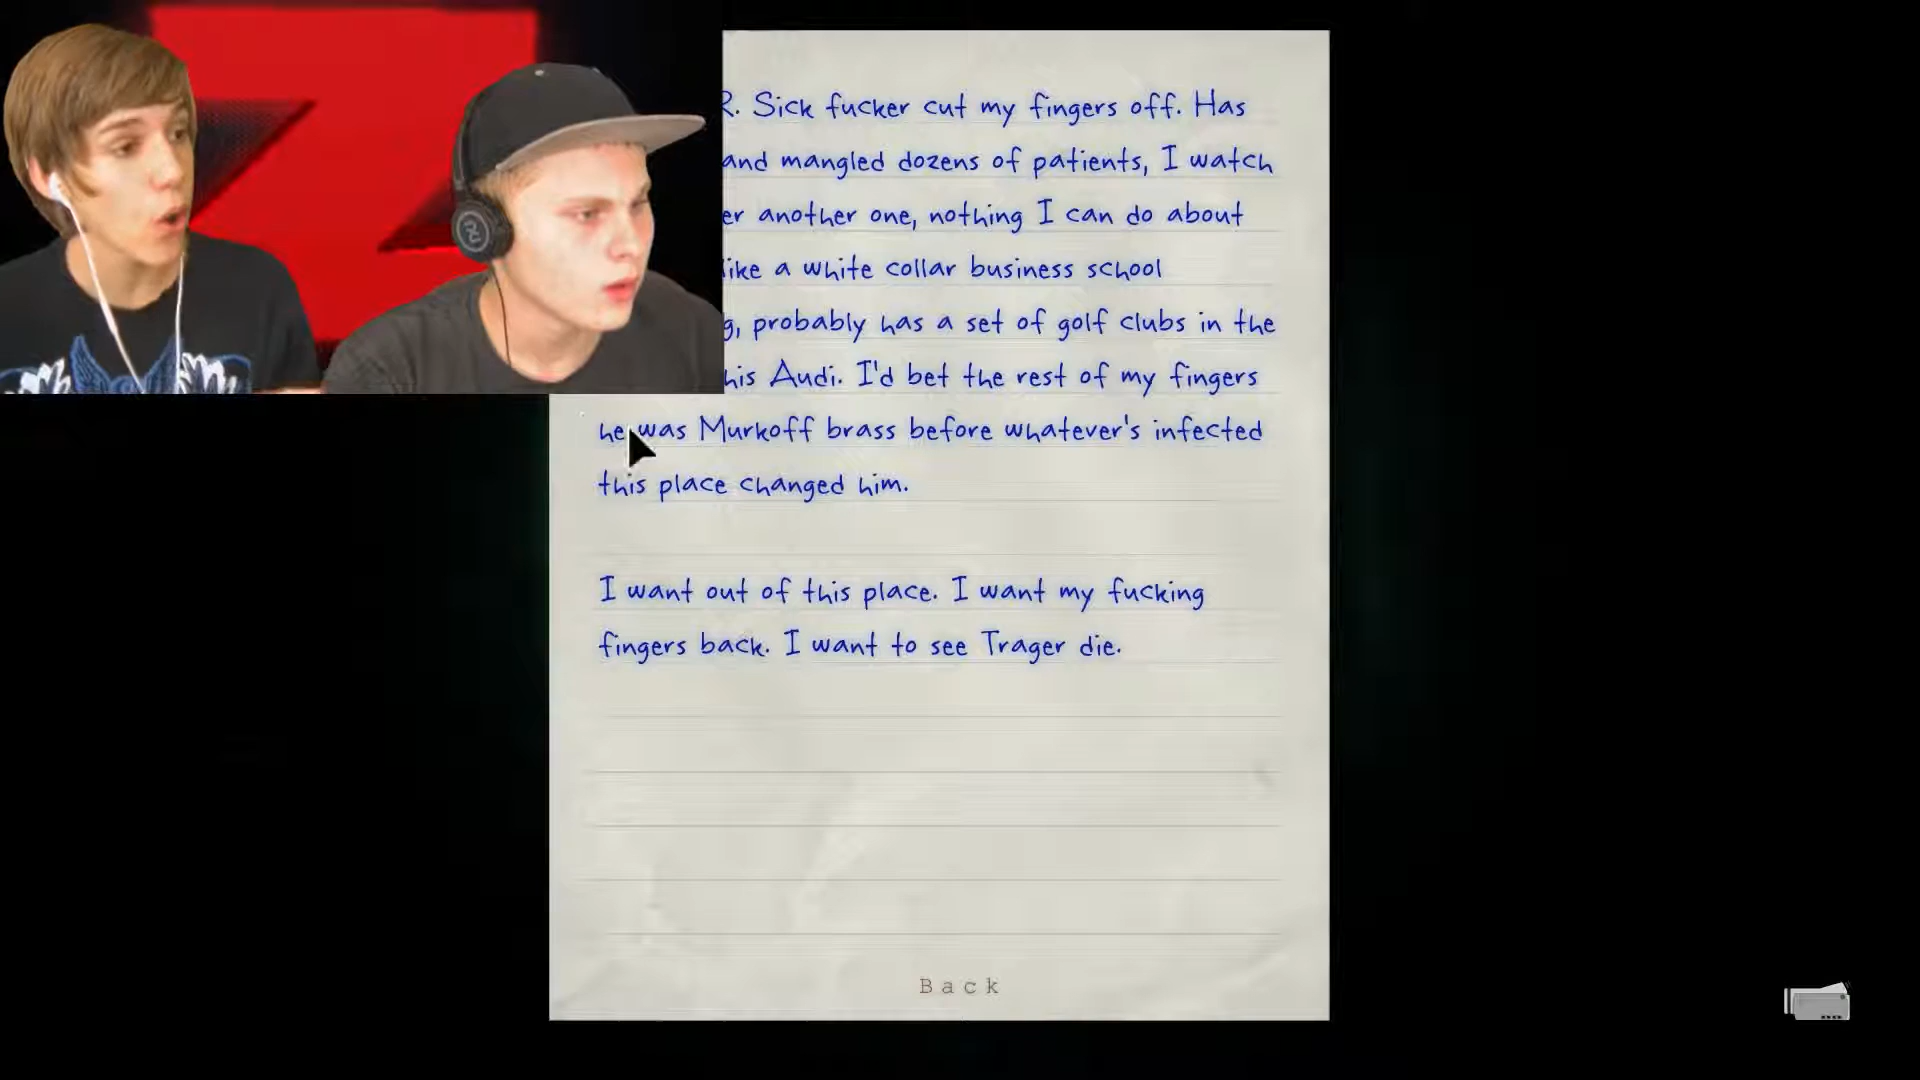 R. Sick fucker cut my fingers off. Has
and mangled dozens of patients, I watch
another one, nothing I can do about
a white collar business school
probably has a set of golf clubs in the
his Audi. I'd bet the rest of my fingers
he was Murkoff brass before whatever's infected
this place changed him.
I want out of this place. I want my fucking
fingers back. I want to see Trager die.
Back